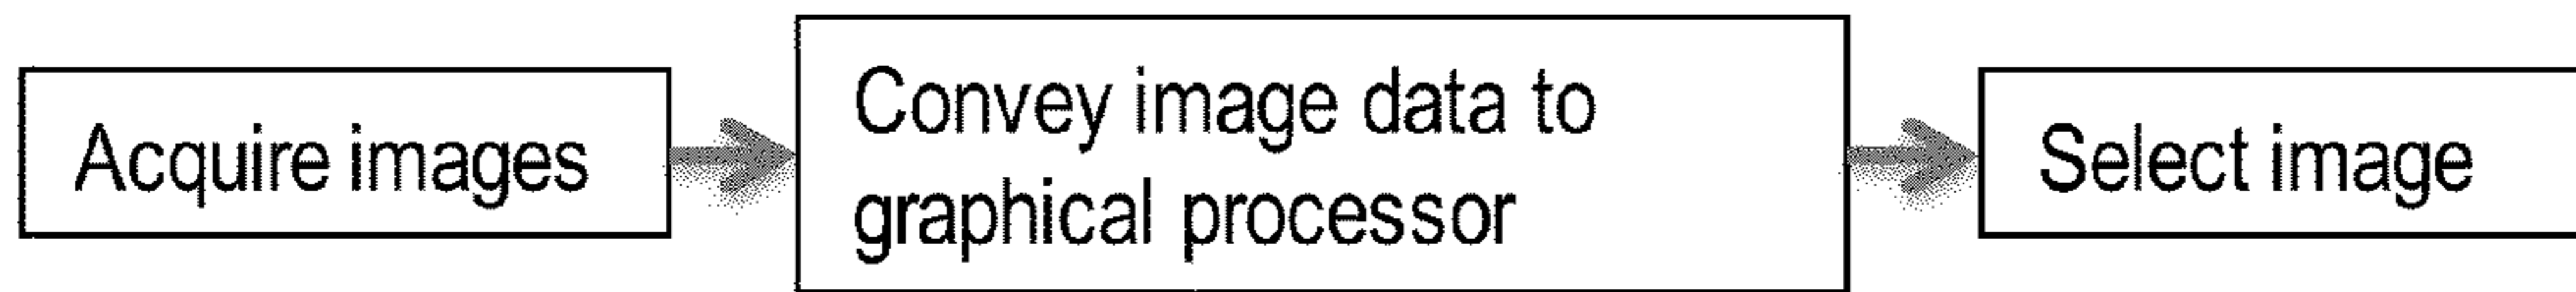 Acquire images
Convey image data to
graphical processor
Select image